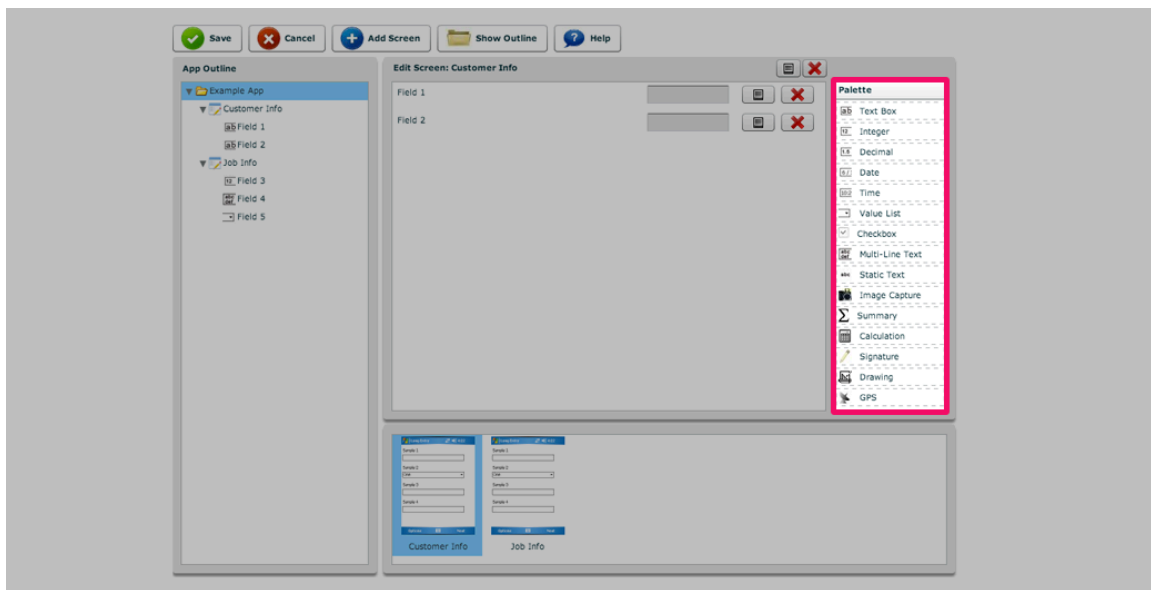 Save
Cancel
Add Screen
Show Outline
Help
App Outline
Example App
Customer Info
Field 1
Field 2
Job Info
Field 3
Field 4
Field 5
Edit Screen: Customer Info
Field 1
Field 2
Palette
Text Box
Integer
Decimal
Date
Time
Value List
Checkbox
Multi-Line Text
Static Text
Image Capture
Summary
Calculation
Signature
Drawing
GPS
Customer Info
Job Info